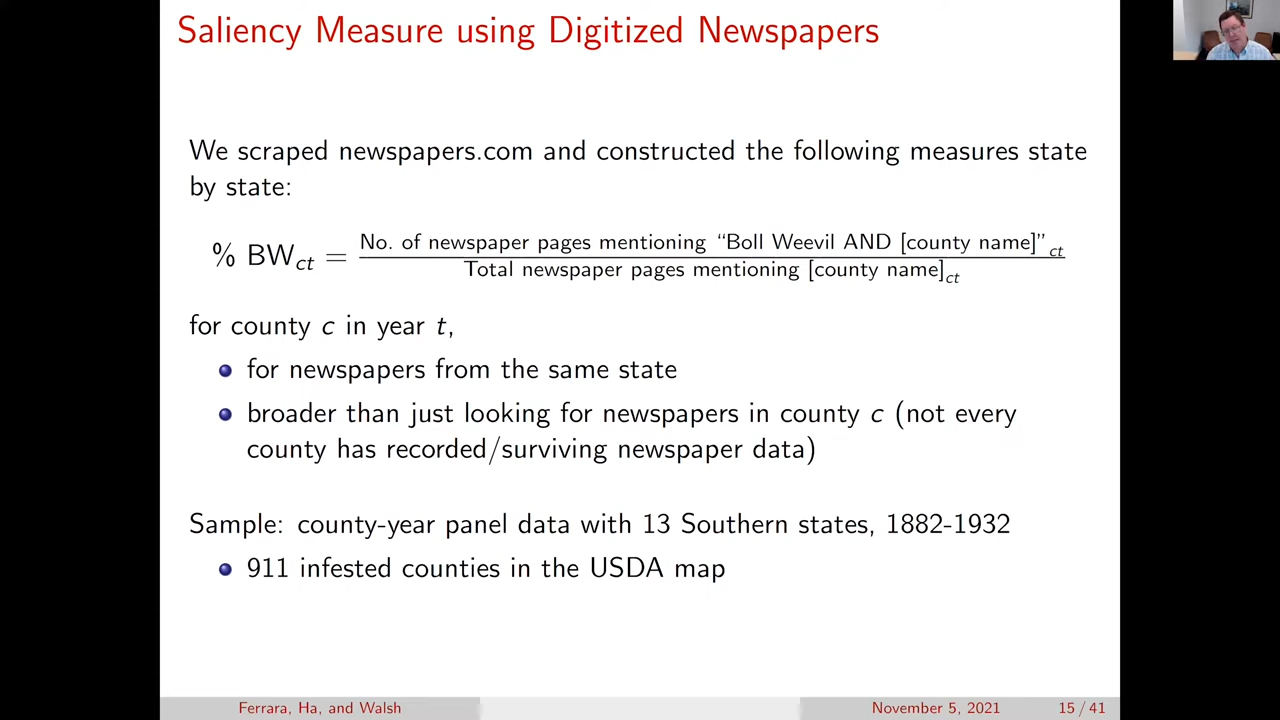 Saliency Measure using Digitized Newspapers
We scraped newspapers.com and constructed the following measures state
by state:
% BW_ct = No. of newspaper pages mentioning “Boll Weevil AND [county name]”_ct
Total newspaper pages mentioning [county name]_ct
for county c in year t,
for newspapers from the same state
broader than just looking for newspapers in county c (not every
county has recorded/surviving newspaper data)
Sample: county-year panel data with 13 Southern states, 1882-1932
911 infested counties in the USDA map
Ferrara, Ha, and Walsh November 5, 2021 15 / 41